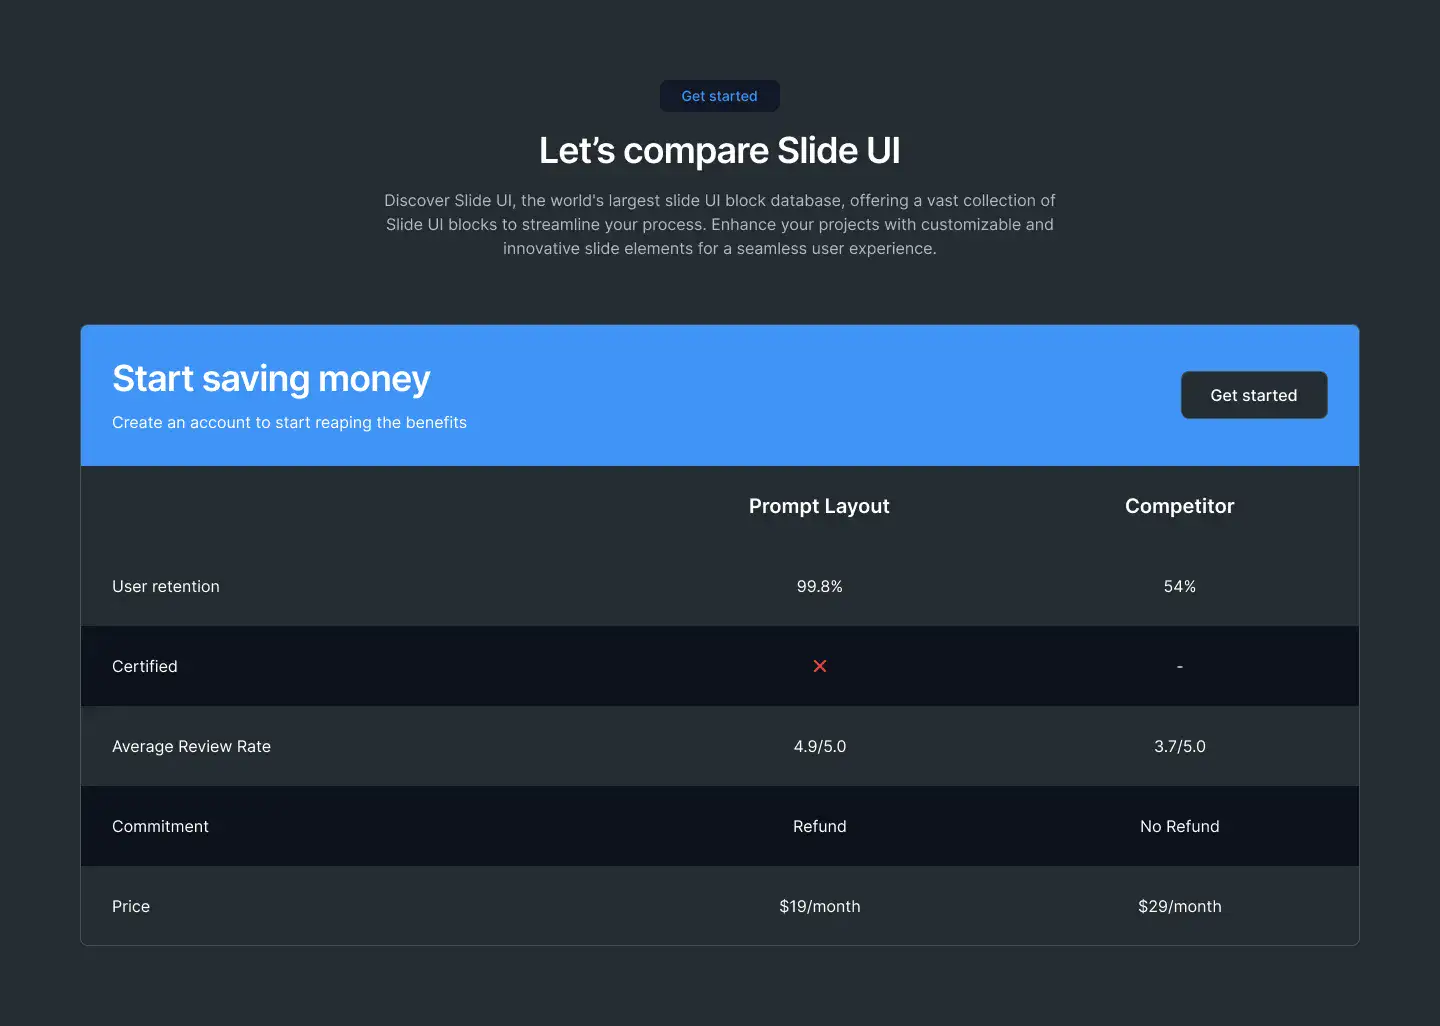 Get started
Let’s compare Slide UI
Discover Slide UI, the world's largest slide UI block database, offering a vast collection of
Slide UI blocks to streamline your process. Enhance your projects with customizable and
innovative slide elements for a seamless user experience.
Start saving money
Create an account to start reaping the benefits
Get started
Prompt Layout Competitor
User retention 99.8% 54%
Certified -
Average Review Rate 4.9/5.0 3.7/5.0
Commitment Refund No Refund
Price $19/month $29/month